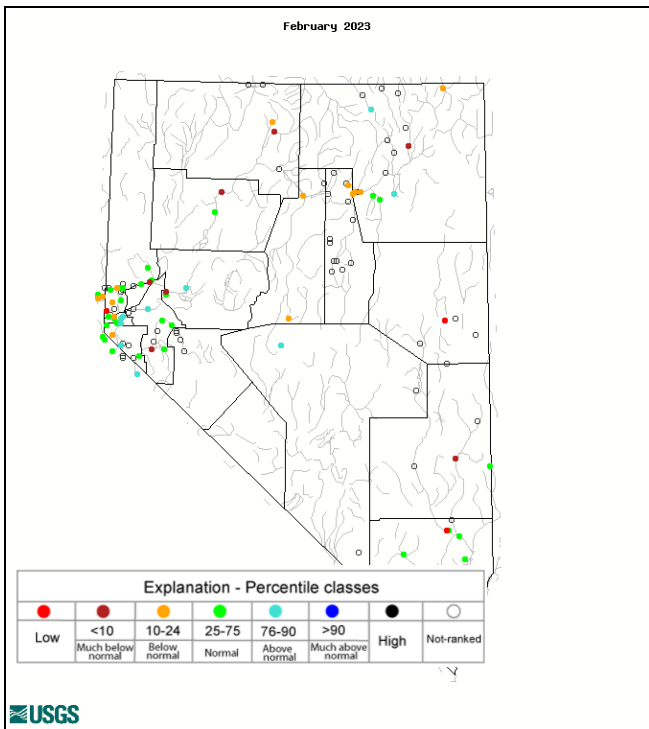 February 2023
Explanation - Percentile classes
Low <10 10-24 25-75 76-90 >90 High Not-ranked
Much below normal Below normal Normal Above normal Much above normal
USGS